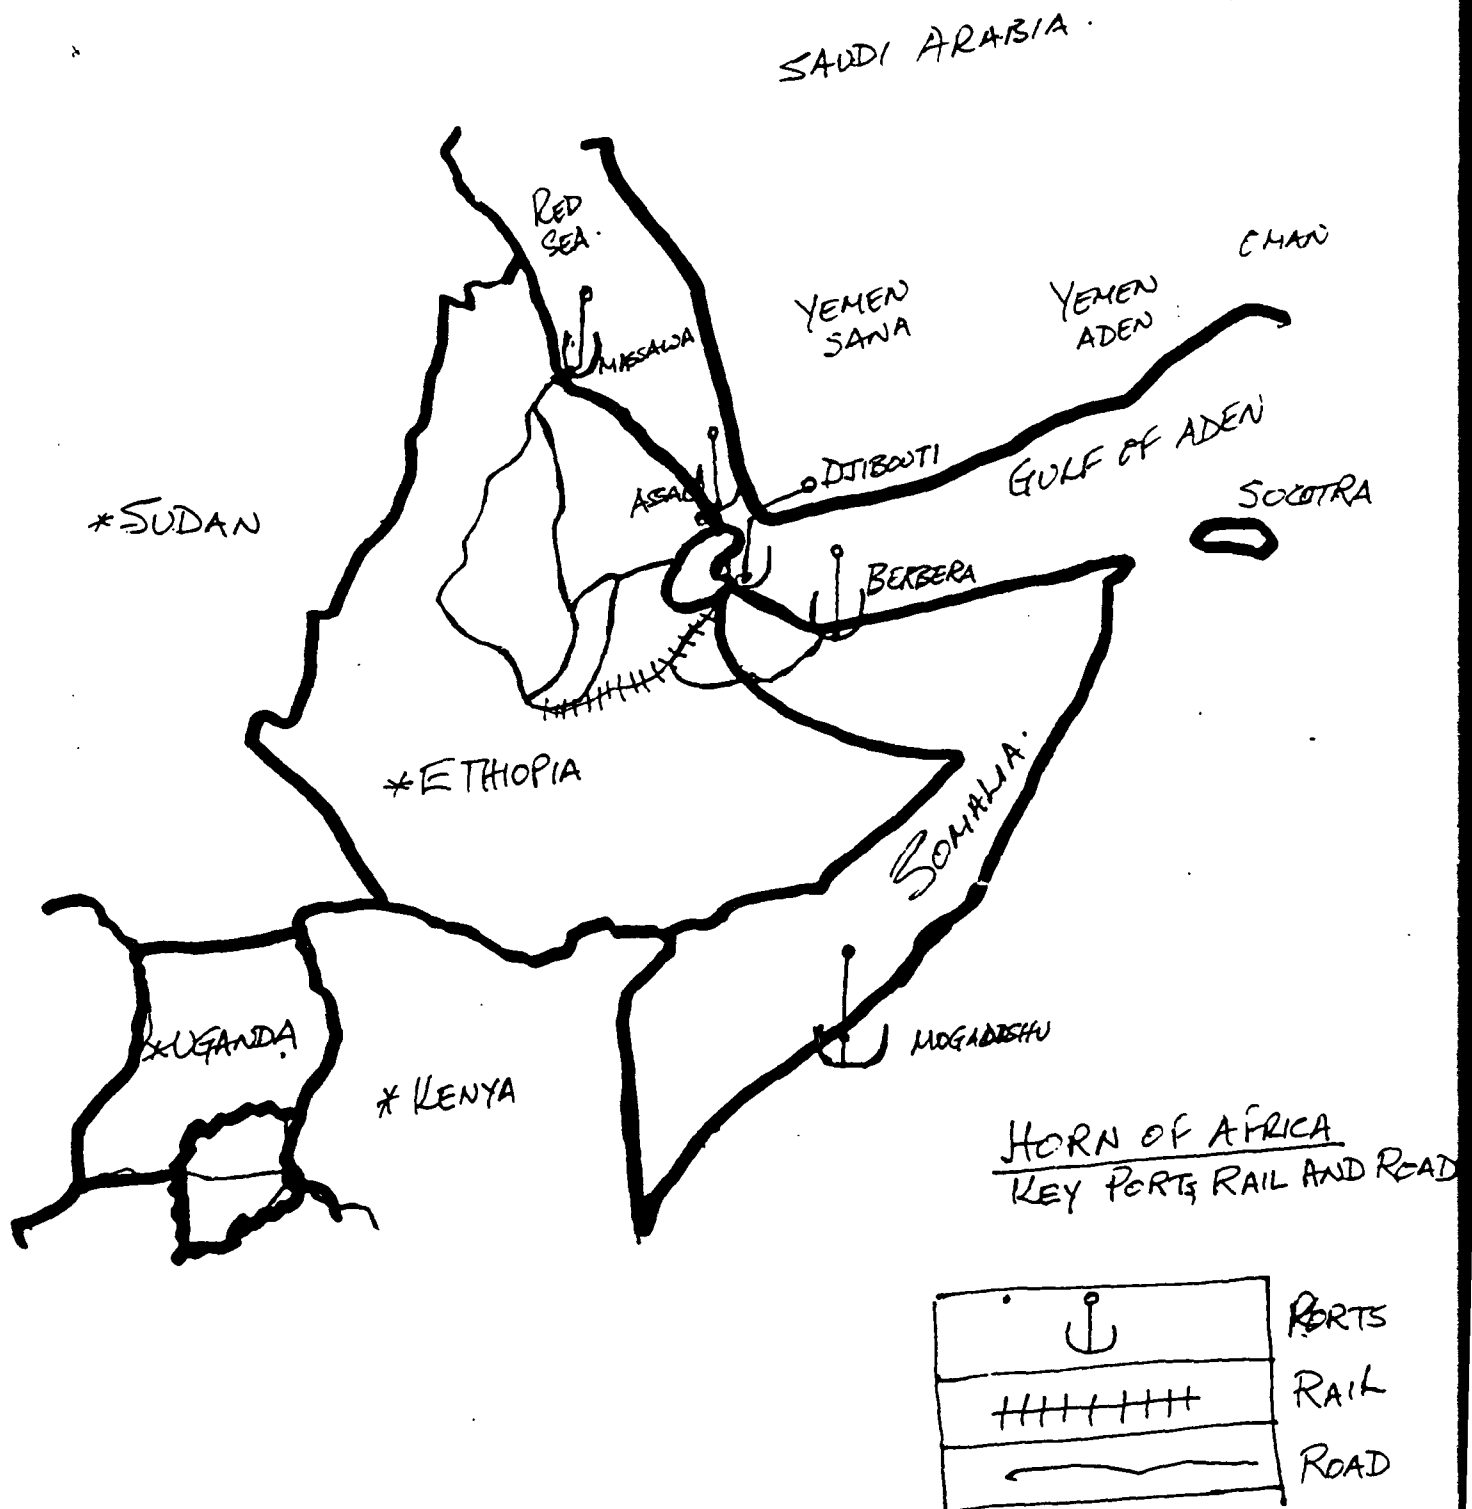 SAUDI ARABIA.
RED
SEA.
OMAN
YEMEN
SANA
YEMEN
ADEN
MASSAWA
GULF OF ADEN
DJIBOUTI
ASSAB
SOCOTRA
*SUDAN
BERBERA
*ETHIOPIA
SOMALIA.
*UGANDA
MOGADISHU
*KENYA
HORN OF AFRICA
KEY PORTS RAIL AND ROAD
PORTS
RAIL
ROAD